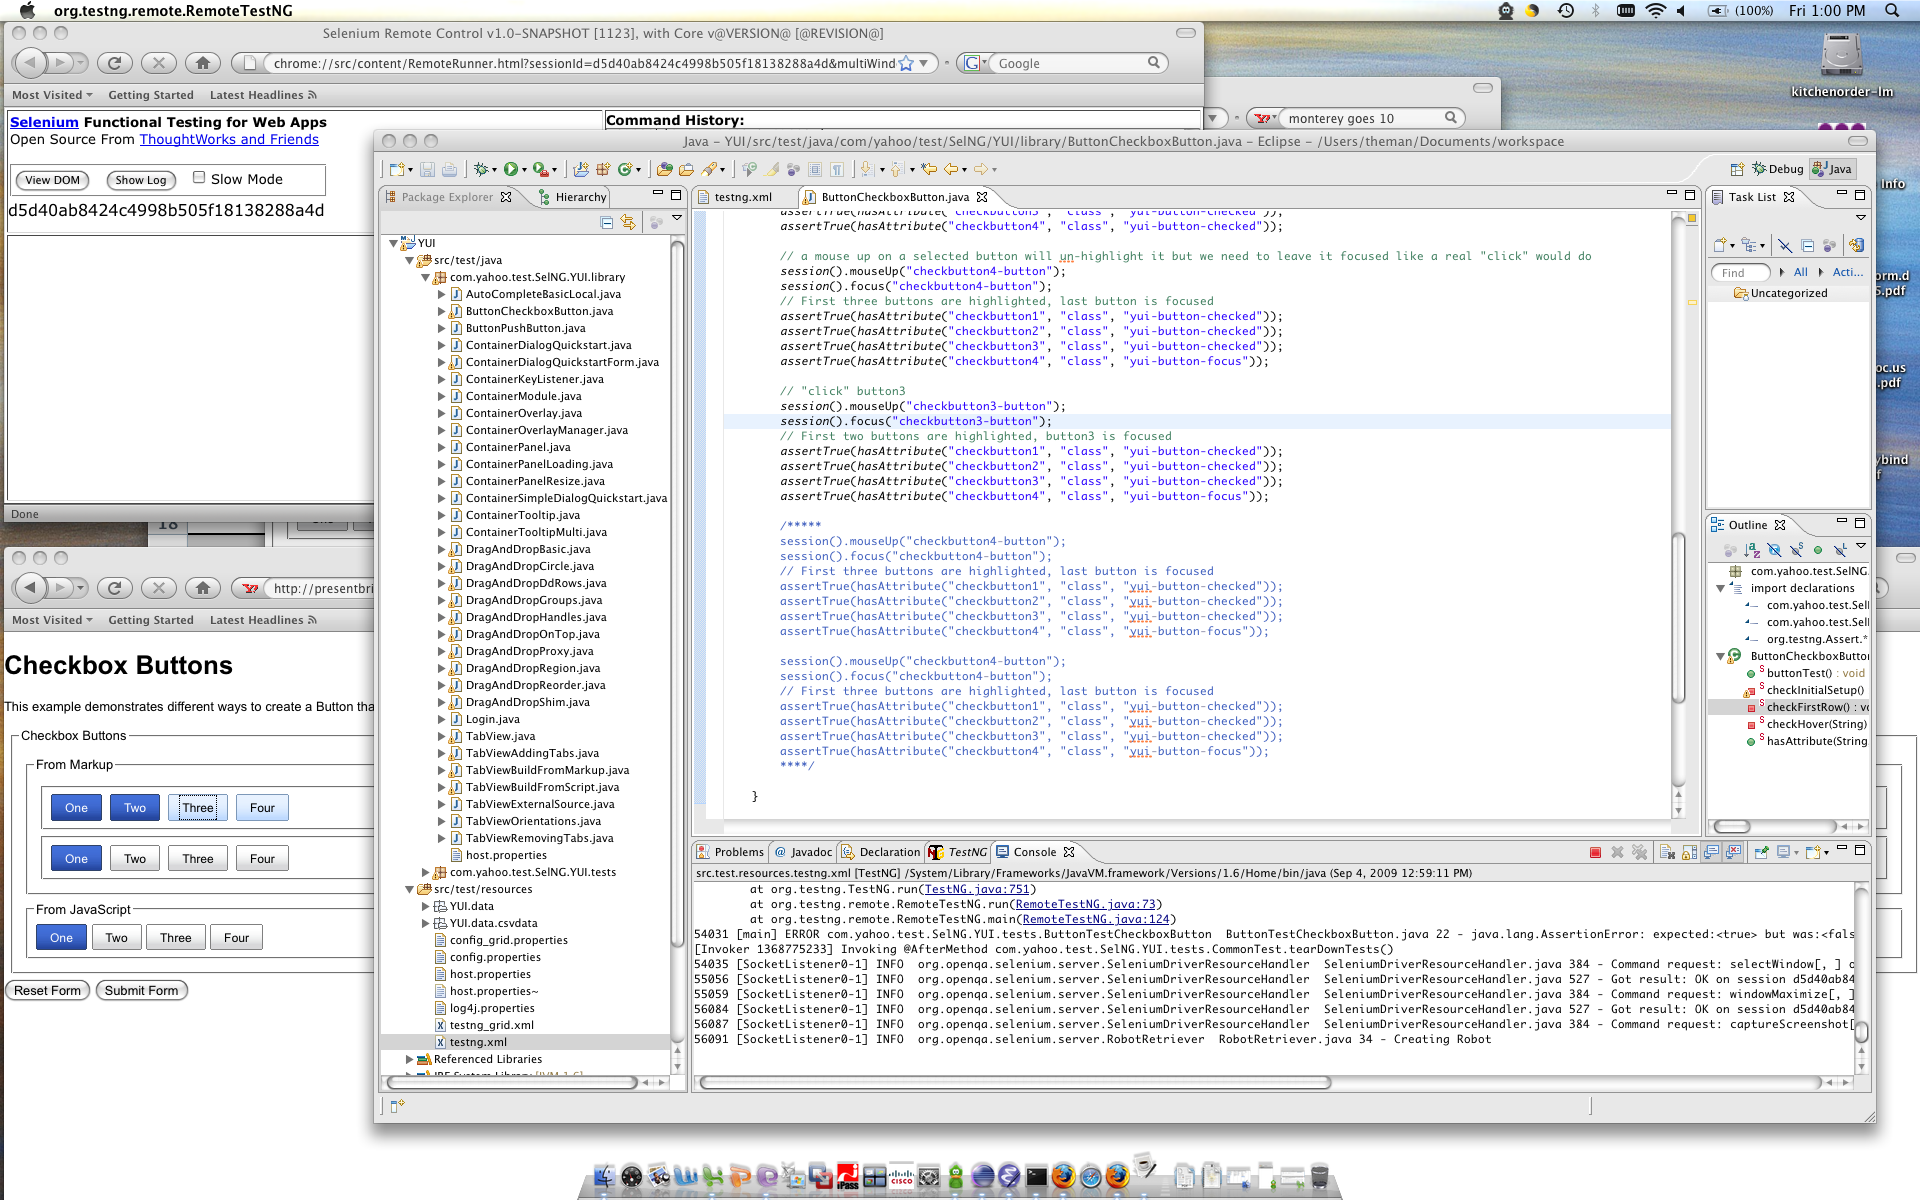 org.testng.remote.RemoteTestNG
(100%) Fri 1:00 PM
Selenium Remote Control v1.0-SNAPSHOT [1123], with Core v@VERSION@ [@REVISION@]
chrome://src/content/RemoteRunner.html?sessionId=d5d40ab8424c4998b505f18138288a4d&multiWind
Google
Most Visited Getting Started Latest Headlines
Selenium Functional Testing for Web Apps
Open Source From ThoughtWorks and Friends
View DOM Show Log Slow Mode
d5d40ab8424c4998b505f18138288a4d
Command History:
Done
monterey goes 10
kitchenorder-lm
Info
orm.d
5.pdf
oc.us
.pdf
ybind
f
18
http://presentbri
Most Visited Getting Started Latest Headlines
Checkbox Buttons
This example demonstrates different ways to create a Button tha
Checkbox Buttons
From Markup
One Two Three Four
One Two Three Four
From JavaScript
One Two Three Four
Reset Form Submit Form
Java - YUI/src/test/java/com/yahoo/test/SelNG/YUI/library/ButtonCheckboxButton.java - Eclipse - /Users/theman/Documents/workspace
Debug Java
Package Explorer Hierarchy
YUI
src/test/java
com.yahoo.test.SelNG.YUI.library
AutoCompleteBasicLocal.java
ButtonCheckboxButton.java
ButtonPushButton.java
ContainerDialogQuickstart.java
ContainerDialogQuickstartForm.java
ContainerKeyListener.java
ContainerModule.java
ContainerOverlay.java
ContainerOverlayManager.java
ContainerPanel.java
ContainerPanelLoading.java
ContainerPanelResize.java
ContainerSimpleDialogQuickstart.java
ContainerTooltip.java
ContainerTooltipMulti.java
DragAndDropBasic.java
DragAndDropCircle.java
DragAndDropDdRows.java
DragAndDropGroups.java
DragAndDropHandles.java
DragAndDropOnTop.java
DragAndDropProxy.java
DragAndDropRegion.java
DragAndDropReorder.java
DragAndDropShim.java
Login.java
TabView.java
TabViewAddingTabs.java
TabViewBuildFromMarkup.java
TabViewBuildFromScript.java
TabViewExternalSource.java
TabViewOrientations.java
TabViewRemovingTabs.java
host.properties
com.yahoo.test.SelNG.YUI.tests
src/test/resources
YUI.data
YUI.data.csvdata
config_grid.properties
config.properties
host.properties
host.properties~
log4j.properties
testng_grid.xml
testng.xml
Referenced Libraries
JRE System Library [JVM 1.6]
testng.xml ButtonCheckboxButton.java
assertTrue(hasAttribute("checkbutton3", "class", "yui-button-checked"));
assertTrue(hasAttribute("checkbutton4", "class", "yui-button-checked"));
// a mouse up on a selected button will un-highlight it but we need to leave it focused like a real "click" would do
session().mouseUp("checkbutton4-button");
session().focus("checkbutton4-button");
// First three buttons are highlighted, last button is focused
assertTrue(hasAttribute("checkbutton1", "class", "yui-button-checked"));
assertTrue(hasAttribute("checkbutton2", "class", "yui-button-checked"));
assertTrue(hasAttribute("checkbutton3", "class", "yui-button-checked"));
assertTrue(hasAttribute("checkbutton4", "class", "yui-button-focus"));
// "click" button3
session().mouseUp("checkbutton3-button");
session().focus("checkbutton3-button");
// First two buttons are highlighted, button3 is focused
assertTrue(hasAttribute("checkbutton1", "class", "yui-button-checked"));
assertTrue(hasAttribute("checkbutton2", "class", "yui-button-checked"));
assertTrue(hasAttribute("checkbutton3", "class", "yui-button-checked"));
assertTrue(hasAttribute("checkbutton4", "class", "yui-button-focus"));
/*****
session().mouseUp("checkbutton4-button");
session().focus("checkbutton4-button");
// First three buttons are highlighted, last button is focused
assertTrue(hasAttribute("checkbutton1", "class", "yui-button-checked"));
assertTrue(hasAttribute("checkbutton2", "class", "yui-button-checked"));
assertTrue(hasAttribute("checkbutton3", "class", "yui-button-checked"));
assertTrue(hasAttribute("checkbutton4", "class", "yui-button-focus"));
session().mouseUp("checkbutton4-button");
session().focus("checkbutton4-button");
// First three buttons are highlighted, last button is focused
assertTrue(hasAttribute("checkbutton1", "class", "yui-button-checked"));
assertTrue(hasAttribute("checkbutton2", "class", "yui-button-checked"));
assertTrue(hasAttribute("checkbutton3", "class", "yui-button-checked"));
assertTrue(hasAttribute("checkbutton4", "class", "yui-button-focus"));
****/
}
Task List
Find All Acti...
Uncategorized
Outline
com.yahoo.test.SelNG.
import declarations
com.yahoo.test.Sell
com.yahoo.test.Sell
org.testng.Assert.*
ButtonCheckboxButton
buttonTest() : void
checkInitialSetup()
checkFirstRow() : vo
checkHover(String)
hasAttribute(String
Problems Javadoc Declaration TestNG Console
src.test.resources.testng.xml [TestNG] /System/Library/Frameworks/JavaVM.framework/Versions/1.6/Home/bin/java (Sep 4, 2009 12:59:11 PM)
at org.testng.TestNG.run(TestNG.java:751)
at org.testng.remote.RemoteTestNG.run(RemoteTestNG.java:73)
at org.testng.remote.RemoteTestNG.main(RemoteTestNG.java:124)
54031 [main] ERROR com.yahoo.test.SelNG.YUI.tests.ButtonTestCheckboxButton ButtonTestCheckboxButton.java 22 - java.lang.AssertionError: expected:<true> but was:<fals
[Invoker 1368775233] Invoking @AfterMethod com.yahoo.test.SelNG.YUI.tests.CommonTest.tearDownTests()
54035 [SocketListener0-1] INFO org.openqa.selenium.server.SeleniumDriverResourceHandler SeleniumDriverResourceHandler.java 384 - Command request: selectWindow[, ] o
55056 [SocketListener0-1] INFO org.openqa.selenium.server.SeleniumDriverResourceHandler SeleniumDriverResourceHandler.java 527 - Got result: OK on session d5d40ab84
55059 [SocketListener0-1] INFO org.openqa.selenium.server.SeleniumDriverResourceHandler SeleniumDriverResourceHandler.java 384 - Command request: windowMaximize[, ]
56084 [SocketListener0-1] INFO org.openqa.selenium.server.SeleniumDriverResourceHandler SeleniumDriverResourceHandler.java 527 - Got result: OK on session d5d40ab84
56087 [SocketListener0-1] INFO org.openqa.selenium.server.SeleniumDriverResourceHandler SeleniumDriverResourceHandler.java 384 - Command request: captureScreenshot[
56091 [SocketListener0-1] INFO org.openqa.selenium.server.RobotRetriever RobotRetriever.java 34 - Creating Robot
iPass
CISCO